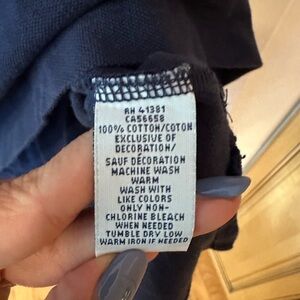 RN 41381
CA56658
100% COTTON/COTON
EXCLUSIVE OF
DECORATION/
SAUF DÉCORATION
MACHINE WASH
WARM
WASH WITH
LIKE COLORS
ONLY NON-
CHLORINE BLEACH
WHEN NEEDED
TUMBLE DRY LOW
WARM IRON IF NEEDED